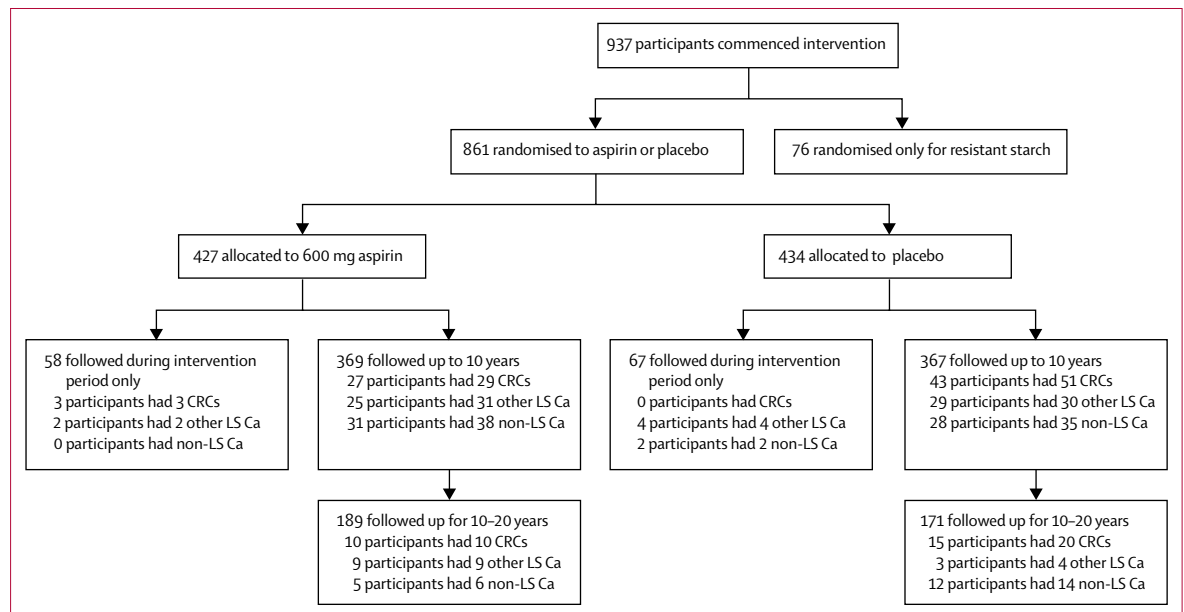 937 participants commenced intervention
861 randomised to aspirin or placebo
76 randomised only for resistant starch
427 allocated to 600 mg aspirin
434 allocated to placebo
58 followed during intervention
period only
3 participants had 3 CRCs
2 participants had 2 other LS Ca
0 participants had non-LS Ca
369 followed up to 10 years
27 participants had 29 CRCs
25 participants had 31 other LS Ca
31 participants had 38 non-LS Ca
67 followed during intervention
period only
0 participants had CRCs
4 participants had 4 other LS Ca
2 participants had 2 non-LS Ca
367 followed up to 10 years
43 participants had 51 CRCs
29 participants had 30 other LS Ca
28 participants had 35 non-LS Ca
189 followed up for 10–20 years
10 participants had 10 CRCs
9 participants had 9 other LS Ca
5 participants had 6 non-LS Ca
171 followed up for 10–20 years
15 participants had 20 CRCs
3 participants had 4 other LS Ca
12 participants had 14 non-LS Ca